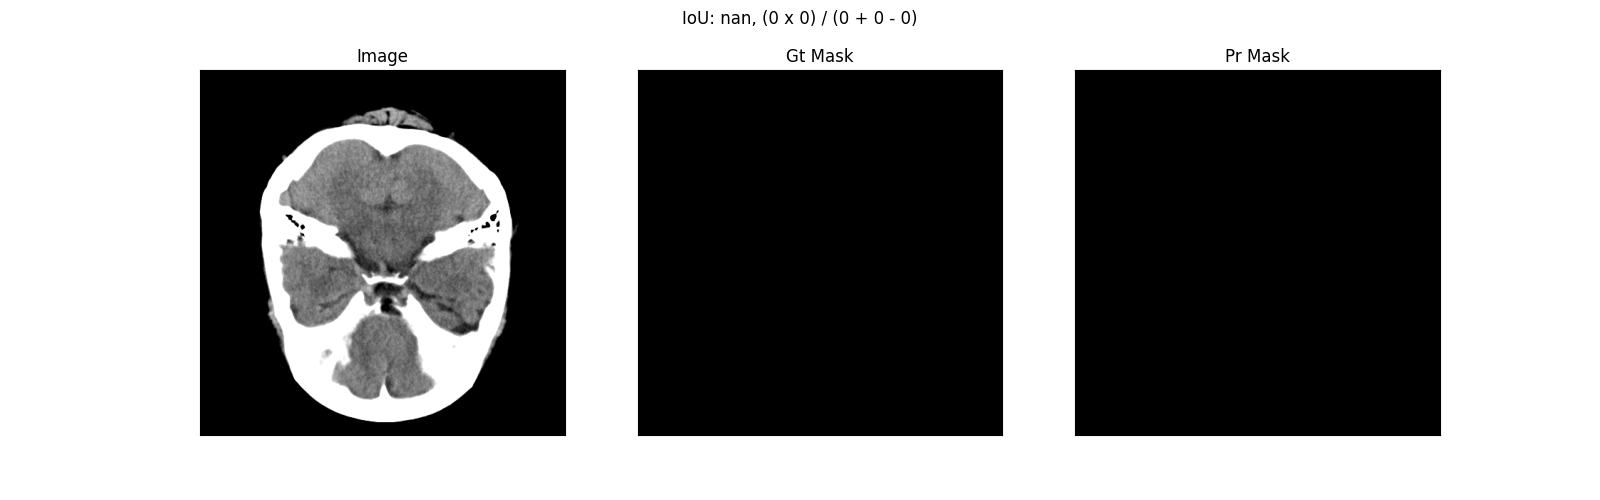 IoU: nan, (0 x 0) / (0 + 0 - 0)
Image
Gt Mask
Pr Mask